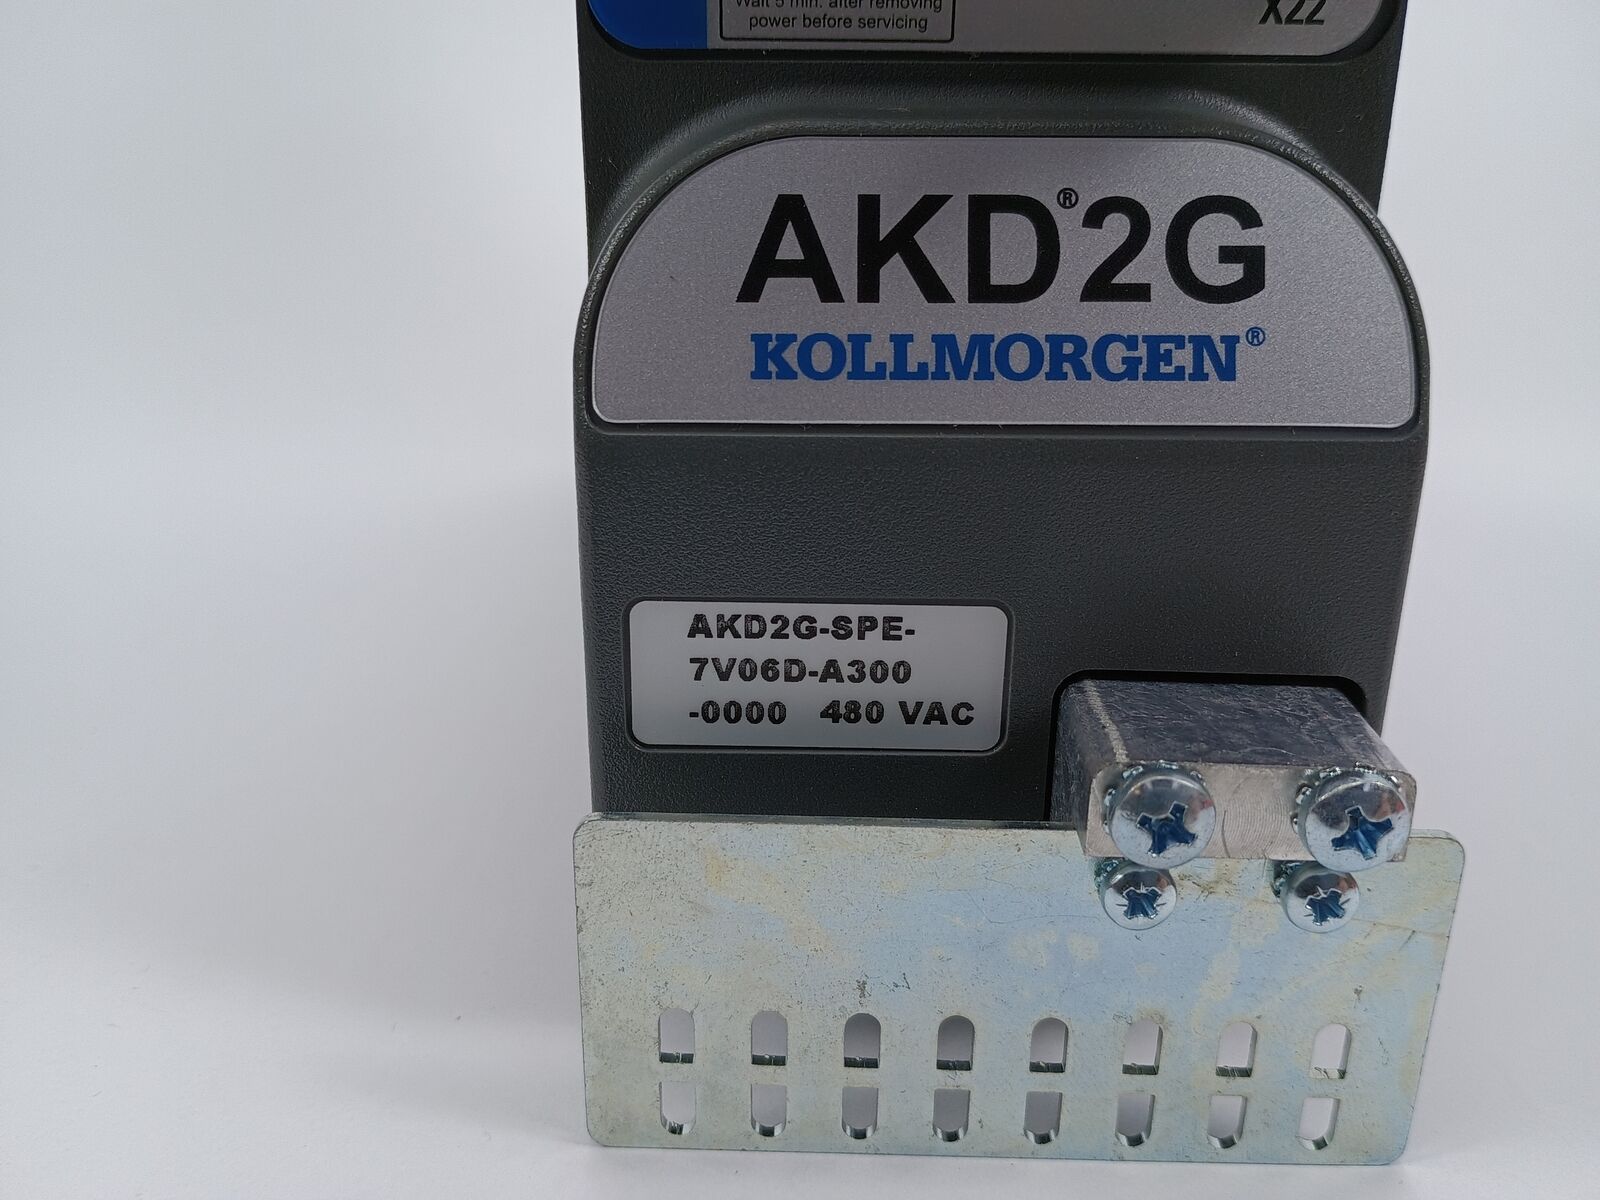 Wait 5 min. after removing
power before servicing
X22
AKD®2G
KOLLMORGEN®
AKD2G-SPE-
7V06D-A300
-0000 480 VAC